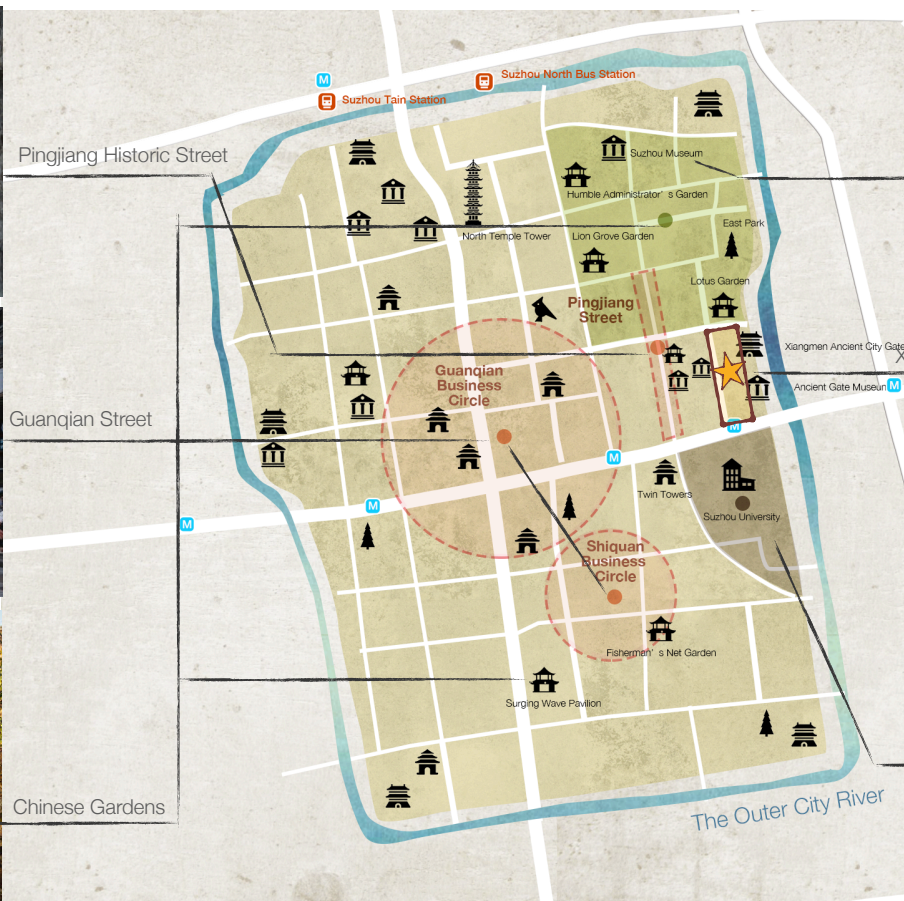 M
Suzhou North Bus Station
Suzhou Tain Station
Pingjiang Historic Street
Suzhou Museum
Humble Administrator’s Garden
North Temple Tower
Lion Grove Garden
East Park
Lotus Garden
Pingjiang
Street
Xiangmen Ancient City Gate
Guanqian
Business
Circle
Ancient Gate Museun
M
Guanqian Street
M
M
M
M
Twin Towers
Suzhou University
Shiquan
Business
Circle
Fisherman’s Net Garden
Surging Wave Pavilion
Chinese Gardens
The Outer City River